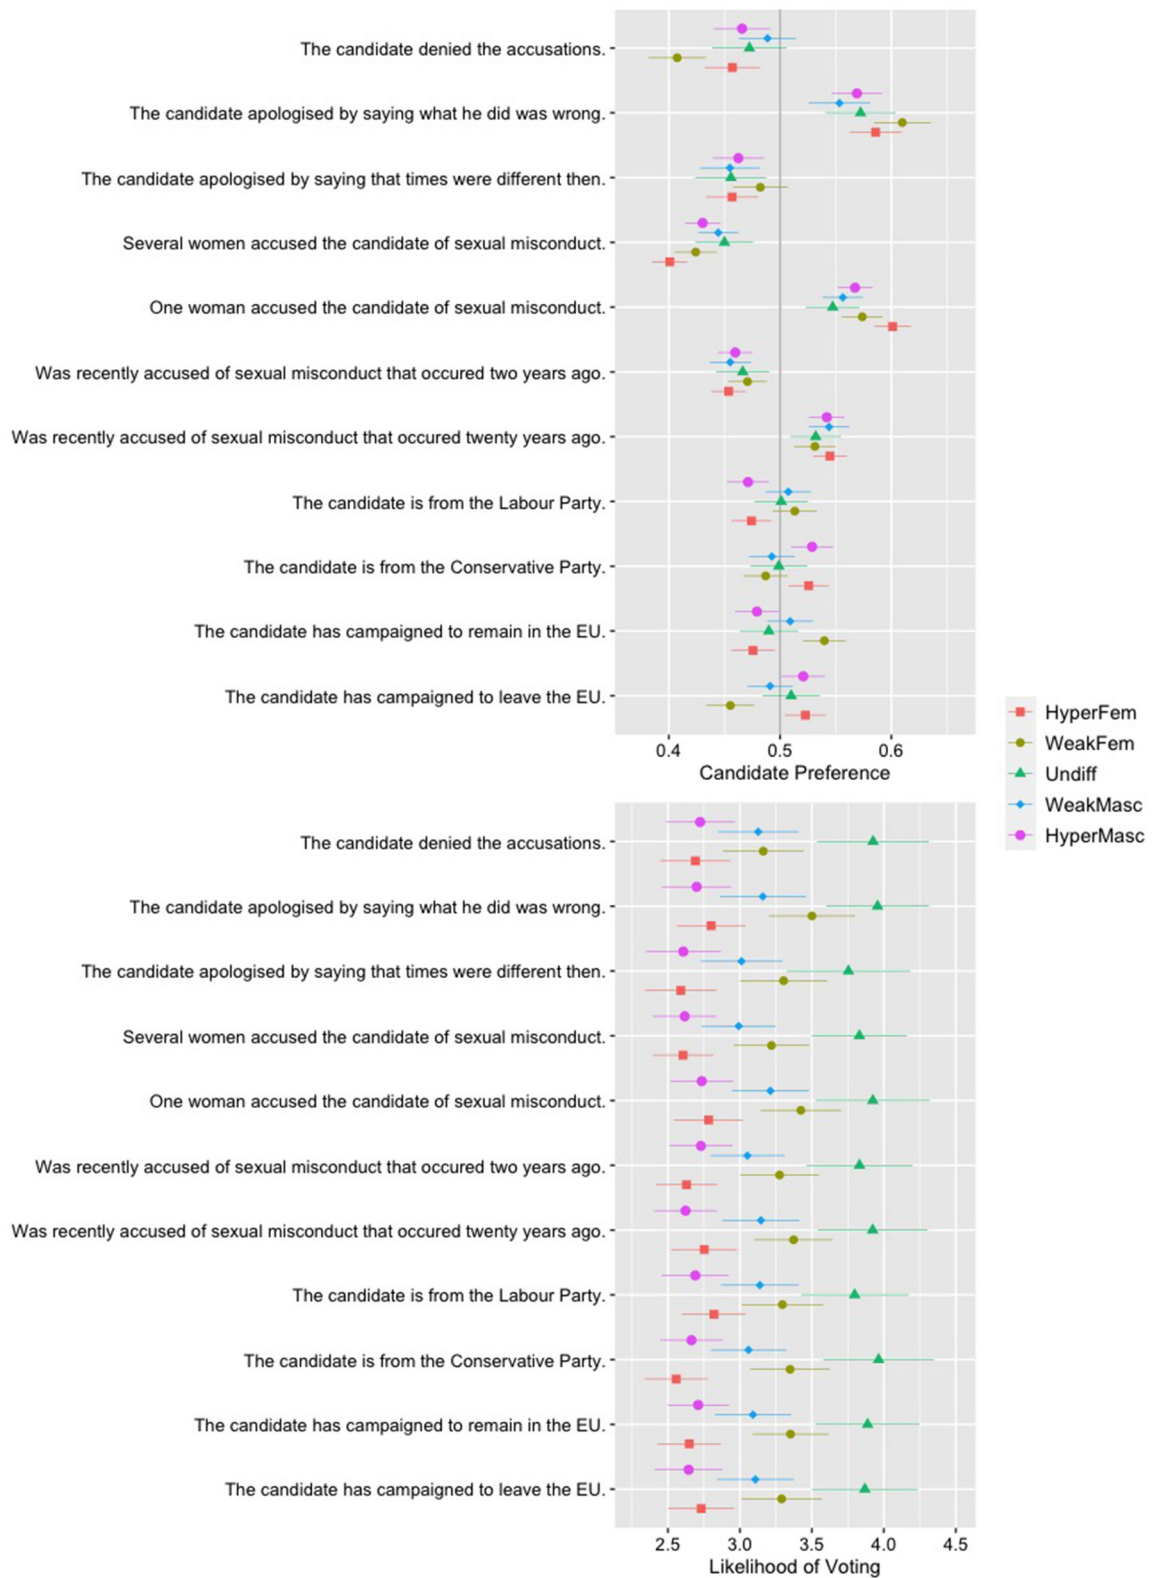 The candidate denied the accusations.
The candidate apologised by saying what he did was wrong.
The candidate apologised by saying that times were different then.
Several women accused the candidate of sexual misconduct.
One woman accused the candidate of sexual misconduct.
Was recently accused of sexual misconduct that occured two years ago.
Was recently accused of sexual misconduct that occured twenty years ago.
The candidate is from the Labour Party.
The candidate is from the Conservative Party.
The candidate has campaigned to remain in the EU.
The candidate has campaigned to leave the EU.
0.4 0.5 0.6
Candidate Preference
HyperFem
WeakFem
Undiff
WeakMasc
HyperMasc
The candidate denied the accusations.
The candidate apologised by saying what he did was wrong.
The candidate apologised by saying that times were different then.
Several women accused the candidate of sexual misconduct.
One woman accused the candidate of sexual misconduct.
Was recently accused of sexual misconduct that occured two years ago.
Was recently accused of sexual misconduct that occured twenty years ago.
The candidate is from the Labour Party.
The candidate is from the Conservative Party.
The candidate has campaigned to remain in the EU.
The candidate has campaigned to leave the EU.
2.5 3.0 3.5 4.0 4.5
Likelihood of Voting